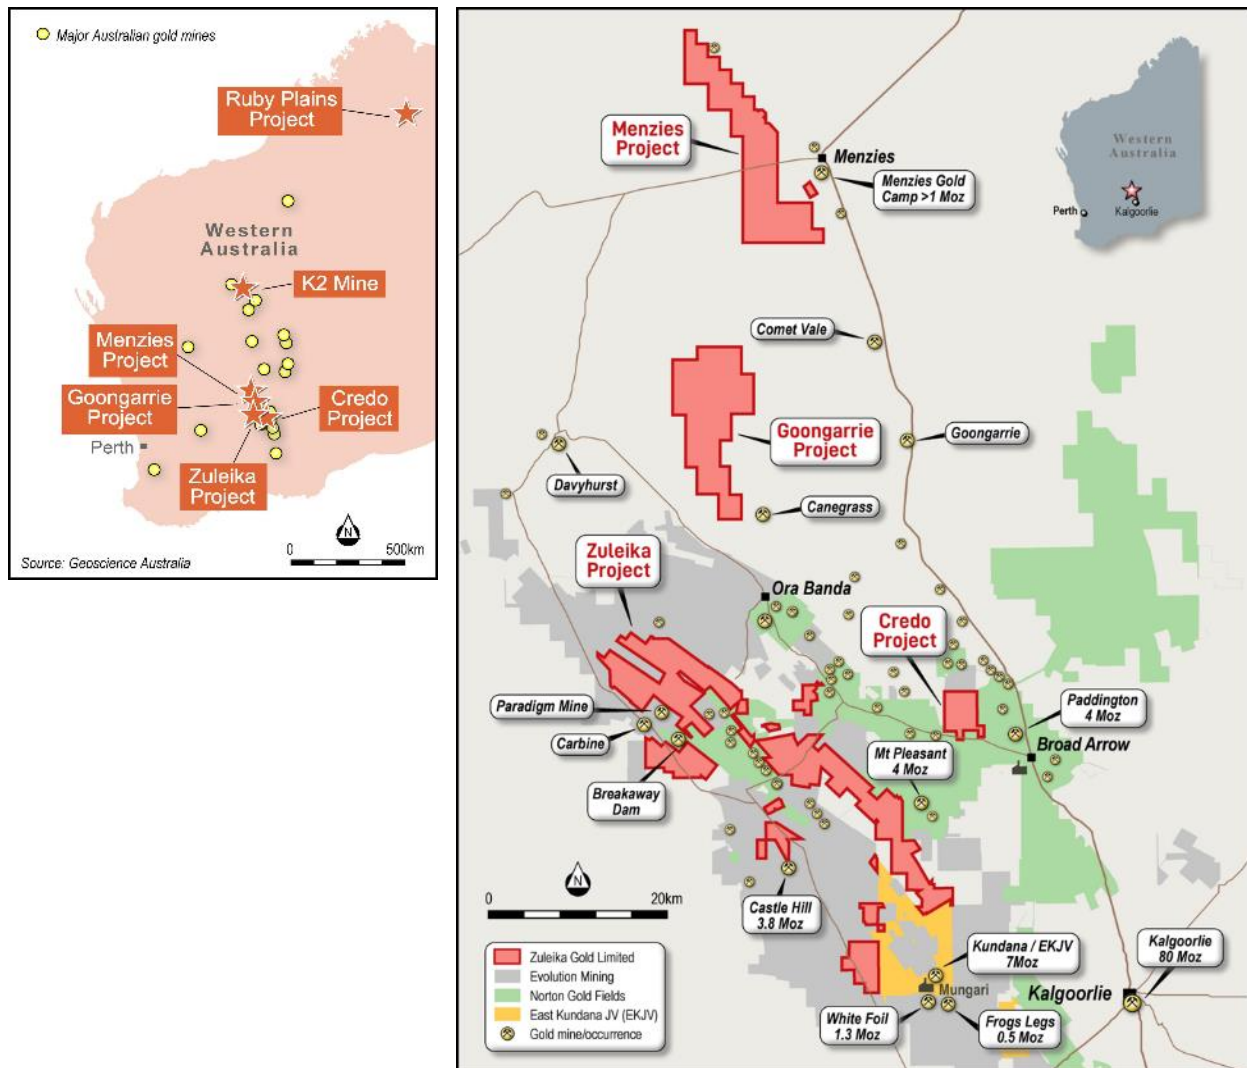 Major Australian gold mines
Ruby Plains
Project
Western
Australia
K2 Mine
Menzies
Project
Goongarrie
Project
Credo
Project
Perth
Zuleika
Project
N
0 500km
Source: Geoscience Australia
Menzies
Project
Menzies
Menzies Gold
Camp >1 Moz
Western
Australia
Perth
Kalgoorlie
Comet Vale
Goongarrie
Project
Goongarrie
Davyhurst
Canegrass
Zuleika
Project
Ora Banda
Credo
Project
Paradigm Mine
Carbine
Paddington
4 Moz
Broad Arrow
Mt Pleasant
4 Moz
Breakaway
Dam
N
0 20km
Castle Hill
3.8 Moz
Zuleika Gold Limited
Evolution Mining
Norton Gold Fields
East Kundana JV (EKJV)
Gold mine/occurrence
Kundana / EKJV
7Moz
Kalgoorlie
80 Moz
Mungari
Kalgoorlie
White Foil
1.3 Moz
Frogs Legs
0.5 Moz